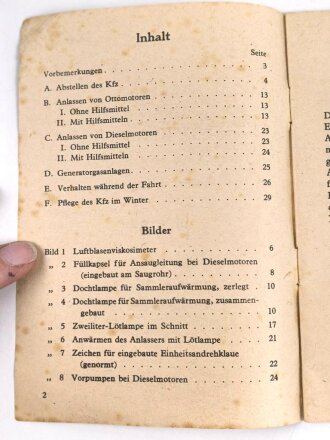 Inhalt
Seite
Vorbemerkungen . . . . . . . . . . . . . 3
A. Abstellen des Kfz . . . . . . . . . . . . 4
B. Anlassen von Ottomotoren . . . . . . . . . 13
I. Ohne Hilfsmittel . . . . . . . . . . . . 13
II. Mit Hilfsmitteln . . . . . . . . . . . . 13
C. Anlassen von Dieselmotoren . . . . . . . . 23
I. Ohne Hilfsmittel . . . . . . . . . . . . 23
II. Mit Hilfsmitteln . . . . . . . . . . . . 24
D. Generatorgasanlagen . . . . . . . . . . . 25
E. Verhalten während der Fahrt . . . . . . . . 26
F. Pflege des Kfz im Winter . . . . . . . . . 29
Bilder
Bild 1 Luftblasenviskosimeter . . . . . . . . . 6
„ 2 Füllkapsel für Ansaugleitung bei Dieselmotoren
(eingebaut am Saugrohr) . . . . . . . . . 8
„ 3 Dochtlampe für Sammleraufwärmung, zerlegt . 10
„ 4 Dochtlampe für Sammleraufwärmung, zusammen-
gebaut . . . . . . . . . . . . . . 10
„ 5 Zweiliter-Lötlampe im Schnitt . . . . . . . 17
„ 6 Anwärmen des Anlassers mit Lötlampe . . . 21
„ 7 Zeichen für eingebaute Einheitsandrehklaue
(genormt) . . . . . . . . . . . . . 22
„ 8 Vorpumpen bei Dieselmotoren . . . . . . . 24
2